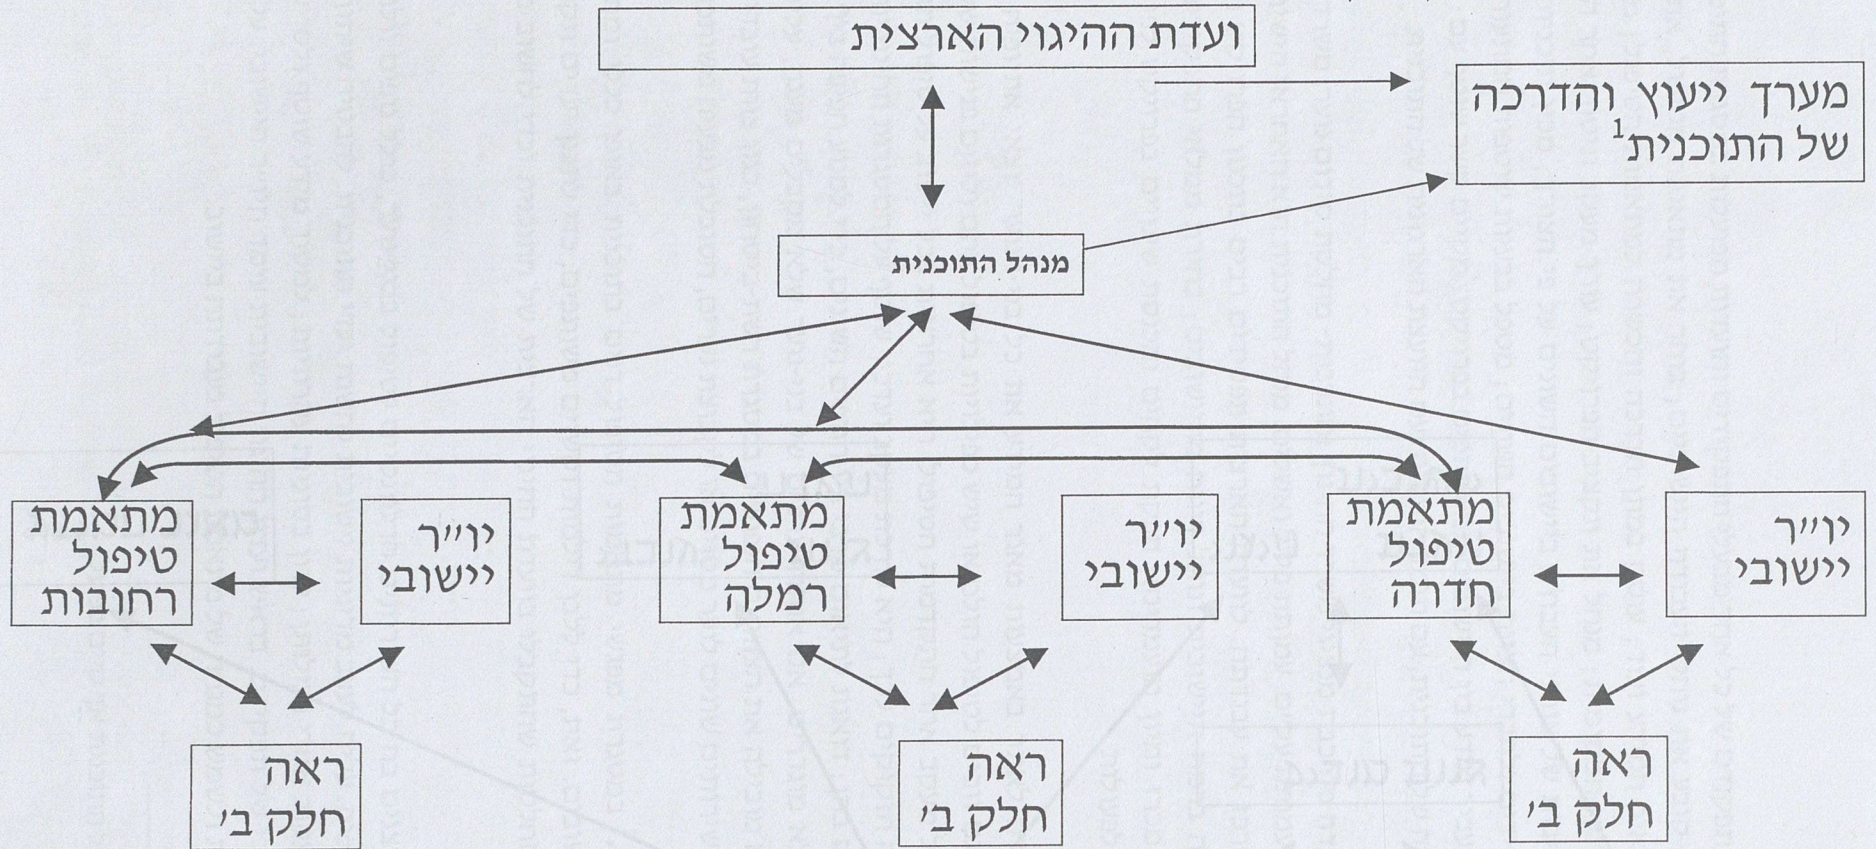 ועדת ההיגוי הארצית
מערך ייעוץ והדרכה
של התוכנית¹
מנהל התוכנית
יו״ר
יישובי
מתאמת
טיפול
חדרה
יו״ר
יישובי
מתאמת
טיפול
רמלה
יו״ר
יישובי
מתאמת
טיפול
רחובות
ראה
חלק ב׳
ראה
חלק ב׳
ראה
חלק ב׳